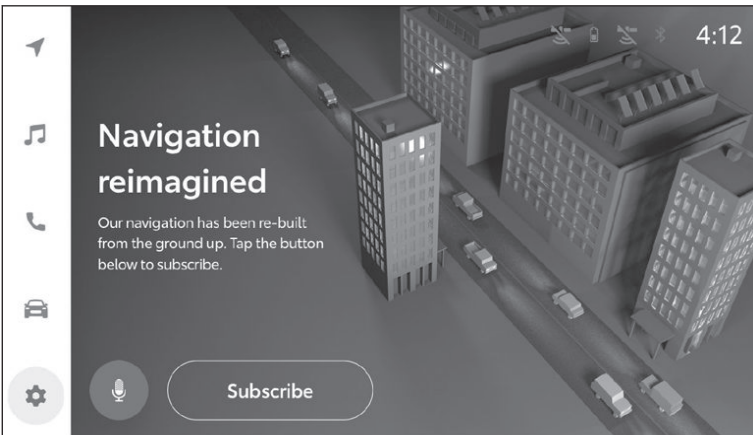 4:12
Navigation
reimagined
Our navigation has been re-built
from the ground up. Tap the button
below to subscribe.
Subscribe